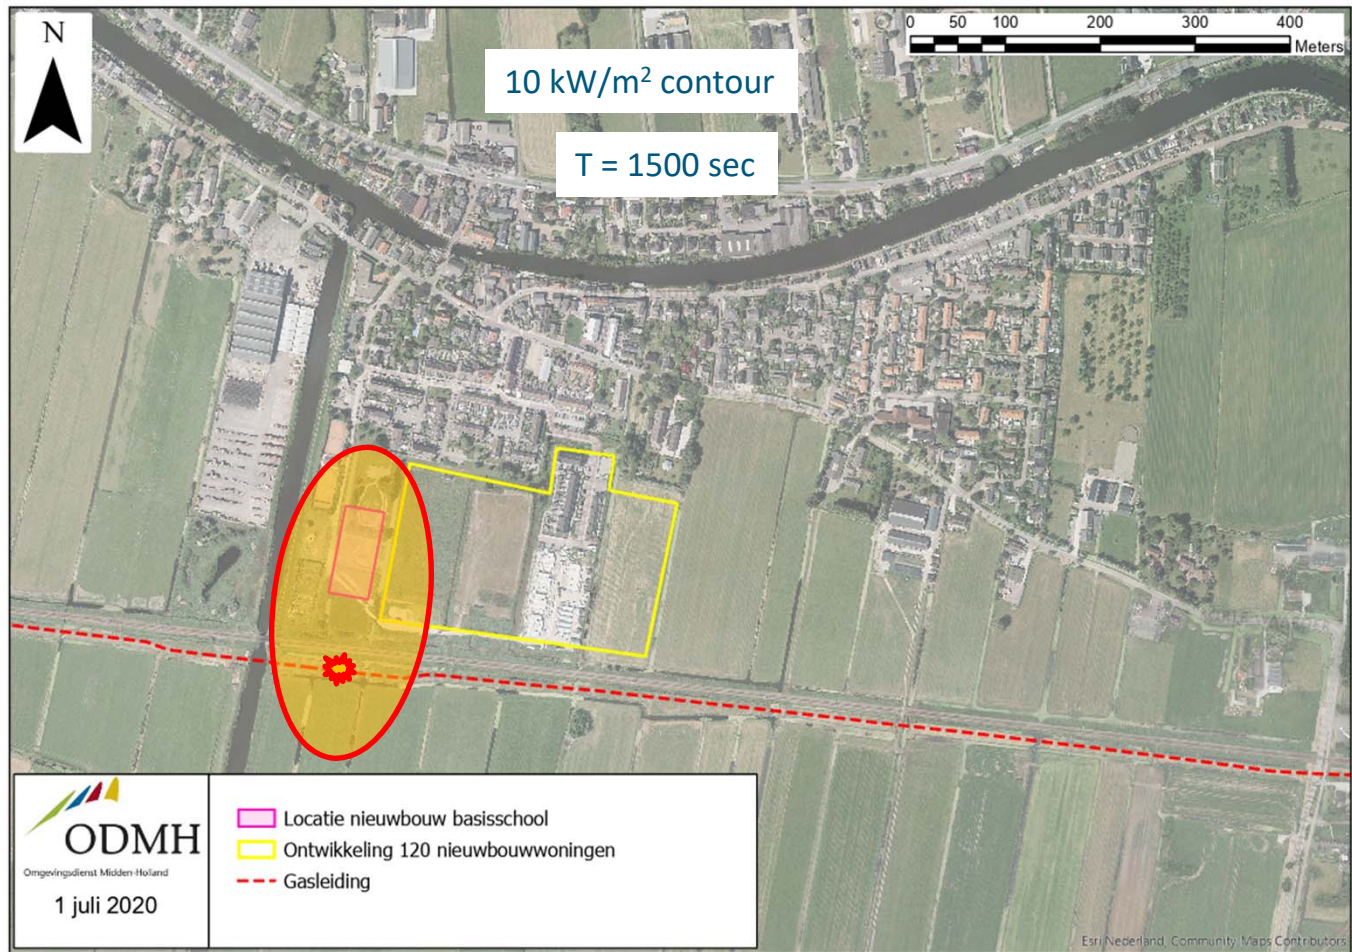 N
0 50 100 200 300 400
Meters
10 kW/m² contour
T = 1500 sec
ODMH
Omgevingsdienst Midden-Holland
1 juli 2020
Locatie nieuwbouw basisschool
Ontwikkeling 120 nieuwbouwwoningen
Gasleiding
Esri Nederland, Community Maps Contributors